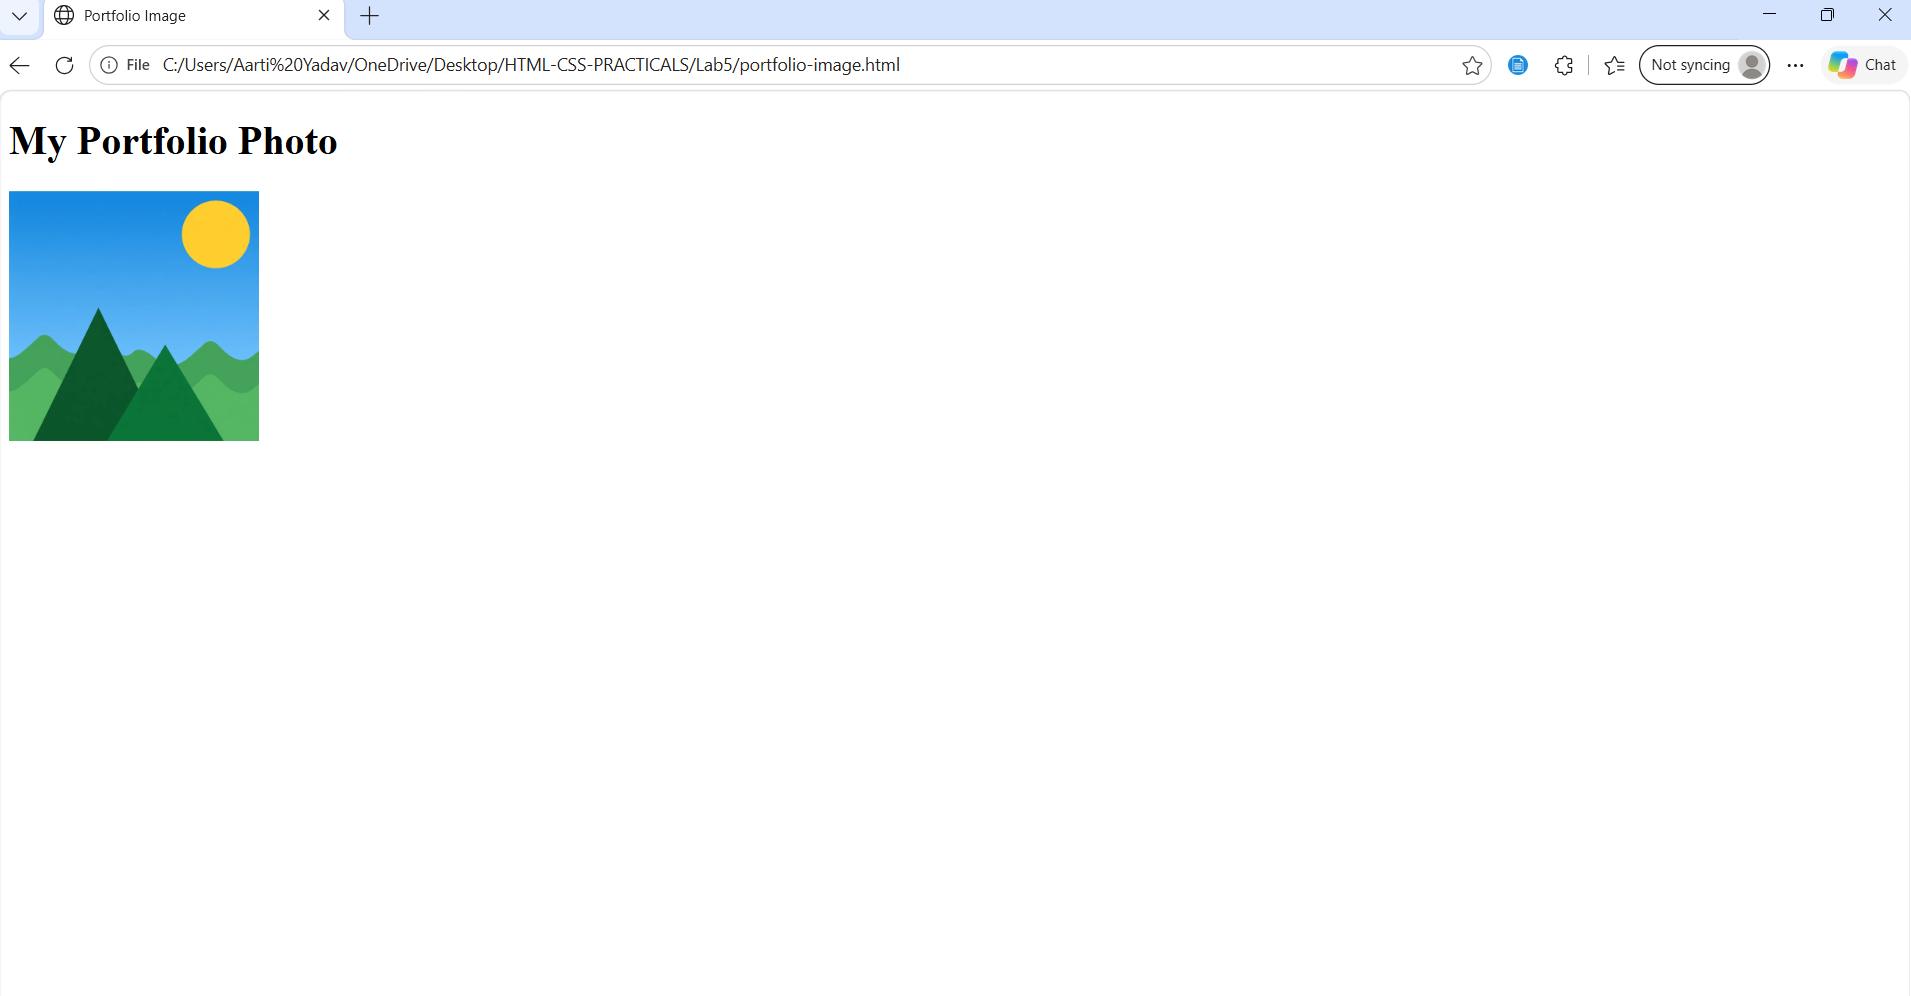 Portfolio Image
File C:/Users/Aarti%20Yadav/OneDrive/Desktop/HTML-CSS-PRACTICALS/Lab5/portfolio-image.html Not syncing Chat
My Portfolio Photo